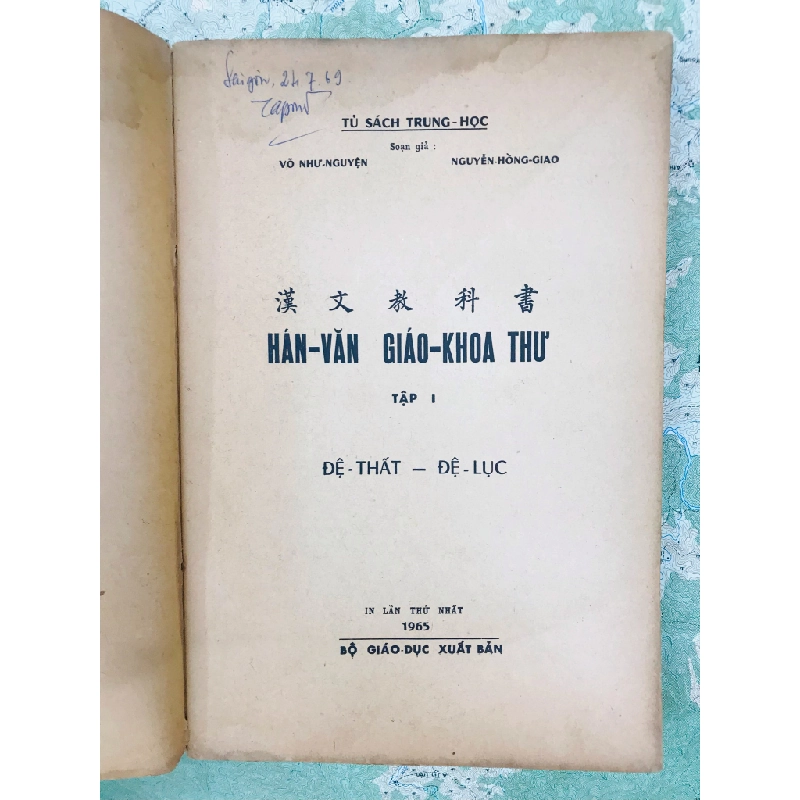 Saigon, 24.7.69
TỦ SÁCH TRUNG-HỌC
Soạn giả :
VÕ NHƯ-NGUYỆN NGUYỄN-HỒNG-GIAO
漢文教科書
HÁN-VĂN GIÁO-KHOA THƯ
TẬP I
ĐỆ-THẤT — ĐỆ-LỤC
IN LẦN THỨ NHẤT
1965
BỘ GIÁO-DỤC XUẤT BẢN